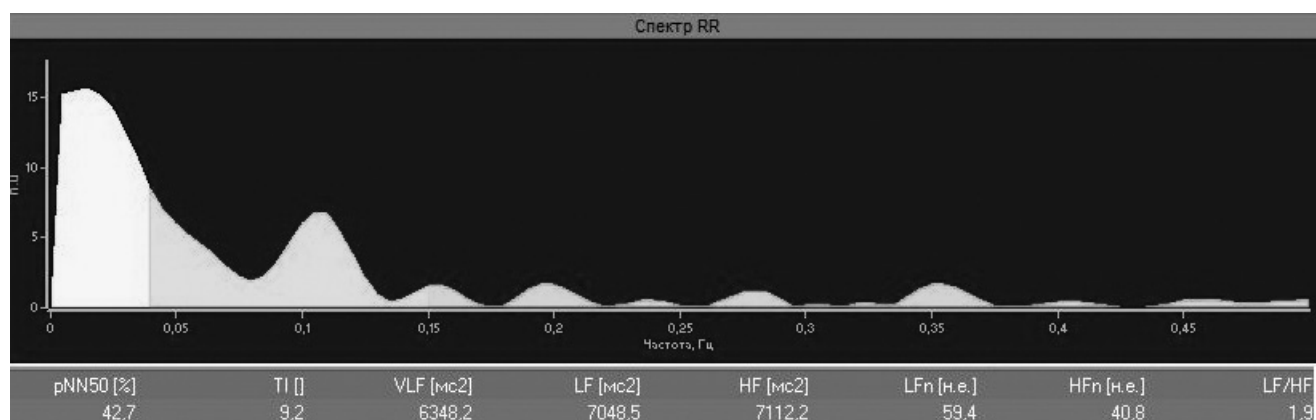 Спектр RR
15
10
5
0
0 0,05 0,1 0,15 0,2 0,25 0,3 0,35 0,4 0,45
Частота, Гц
pNN50 [%] TI [] VLF [мс2] LF [мс2] HF [мс2] LFn [н.е.] HFn [н.е.] LF/HF
42.7 9.2 6348.2 7048.5 7112.2 59.4 40.8 1.3